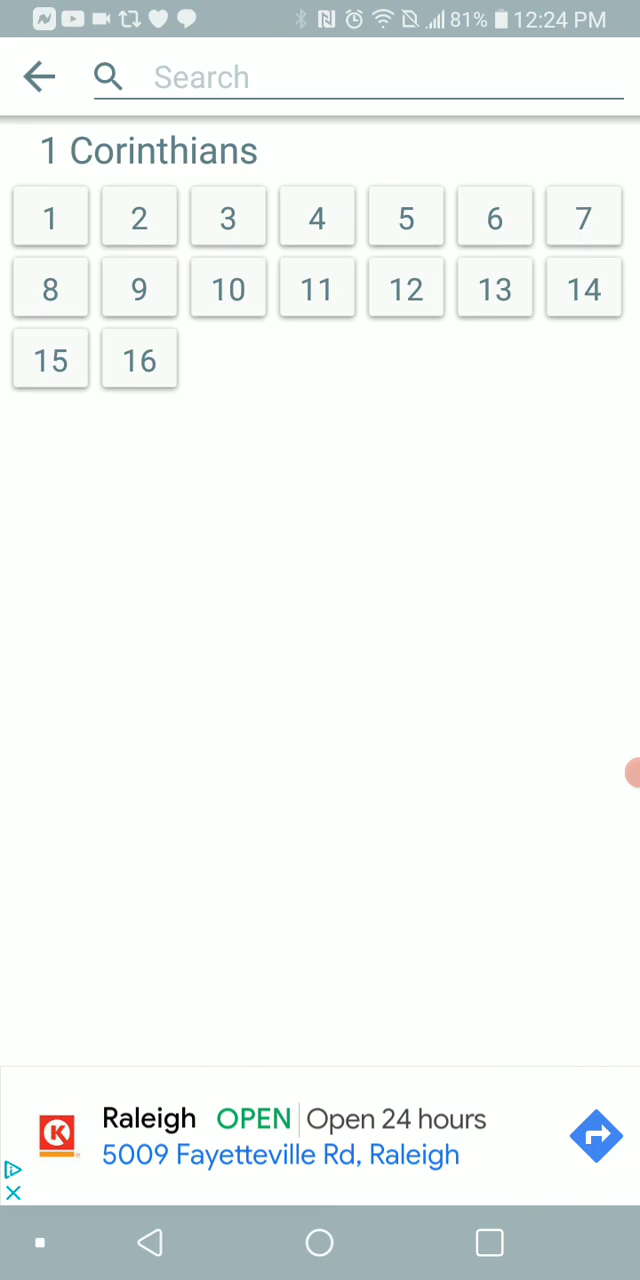 81% 12:24 PM
Search
1 Corinthians
1 2 3 4 5 6 7
8 9 10 11 12 13 14
15 16
Raleigh OPEN Open 24 hours
5009 Fayetteville Rd, Raleigh